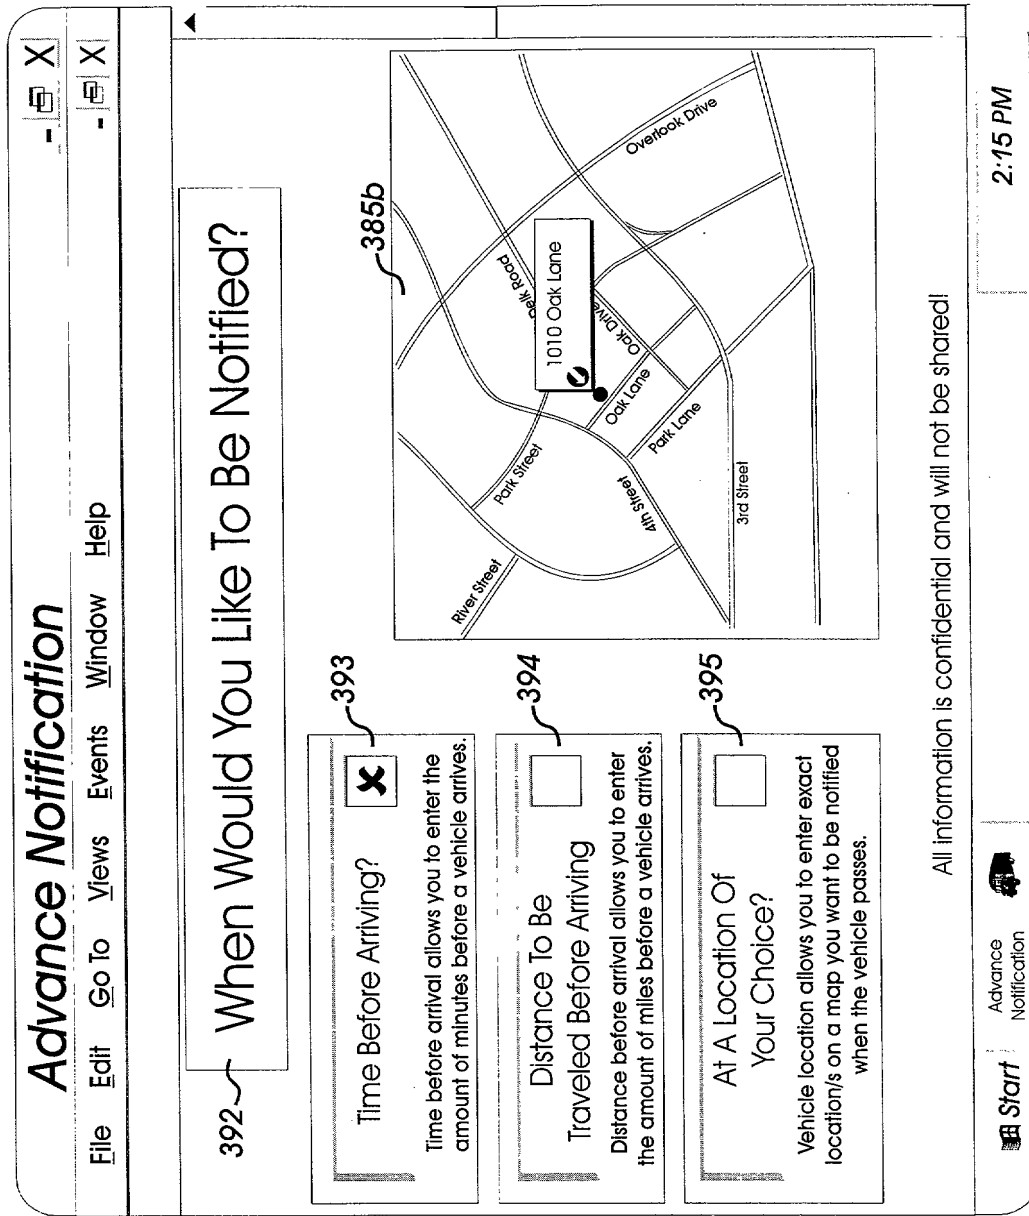 Advance Notification
- X
File Edit Go To Views Events Window Help
- X
392 When Would You Like To Be Notified?
393
Time Before Arriving?
Time before arrival allows you to enter the
amount of minutes before a vehicle arrives.
394
Distance To Be
Traveled Before Arriving
Distance before arrival allows you to enter
the amount of miles before a vehicle arrives.
395
At A Location Of
Your Choice?
Vehicle location allows you to enter exact
location/s on a map you want to be notified
when the vehicle passes.
385b
River Street
Park Street
4th Street
3rd Street
Park Lane
Oak Lane
Oak Drive
1010 Oak Lane
Road
Overlook Drive
All information is confidential and will not be shared!
Start
Advance
Notification
2:15 PM